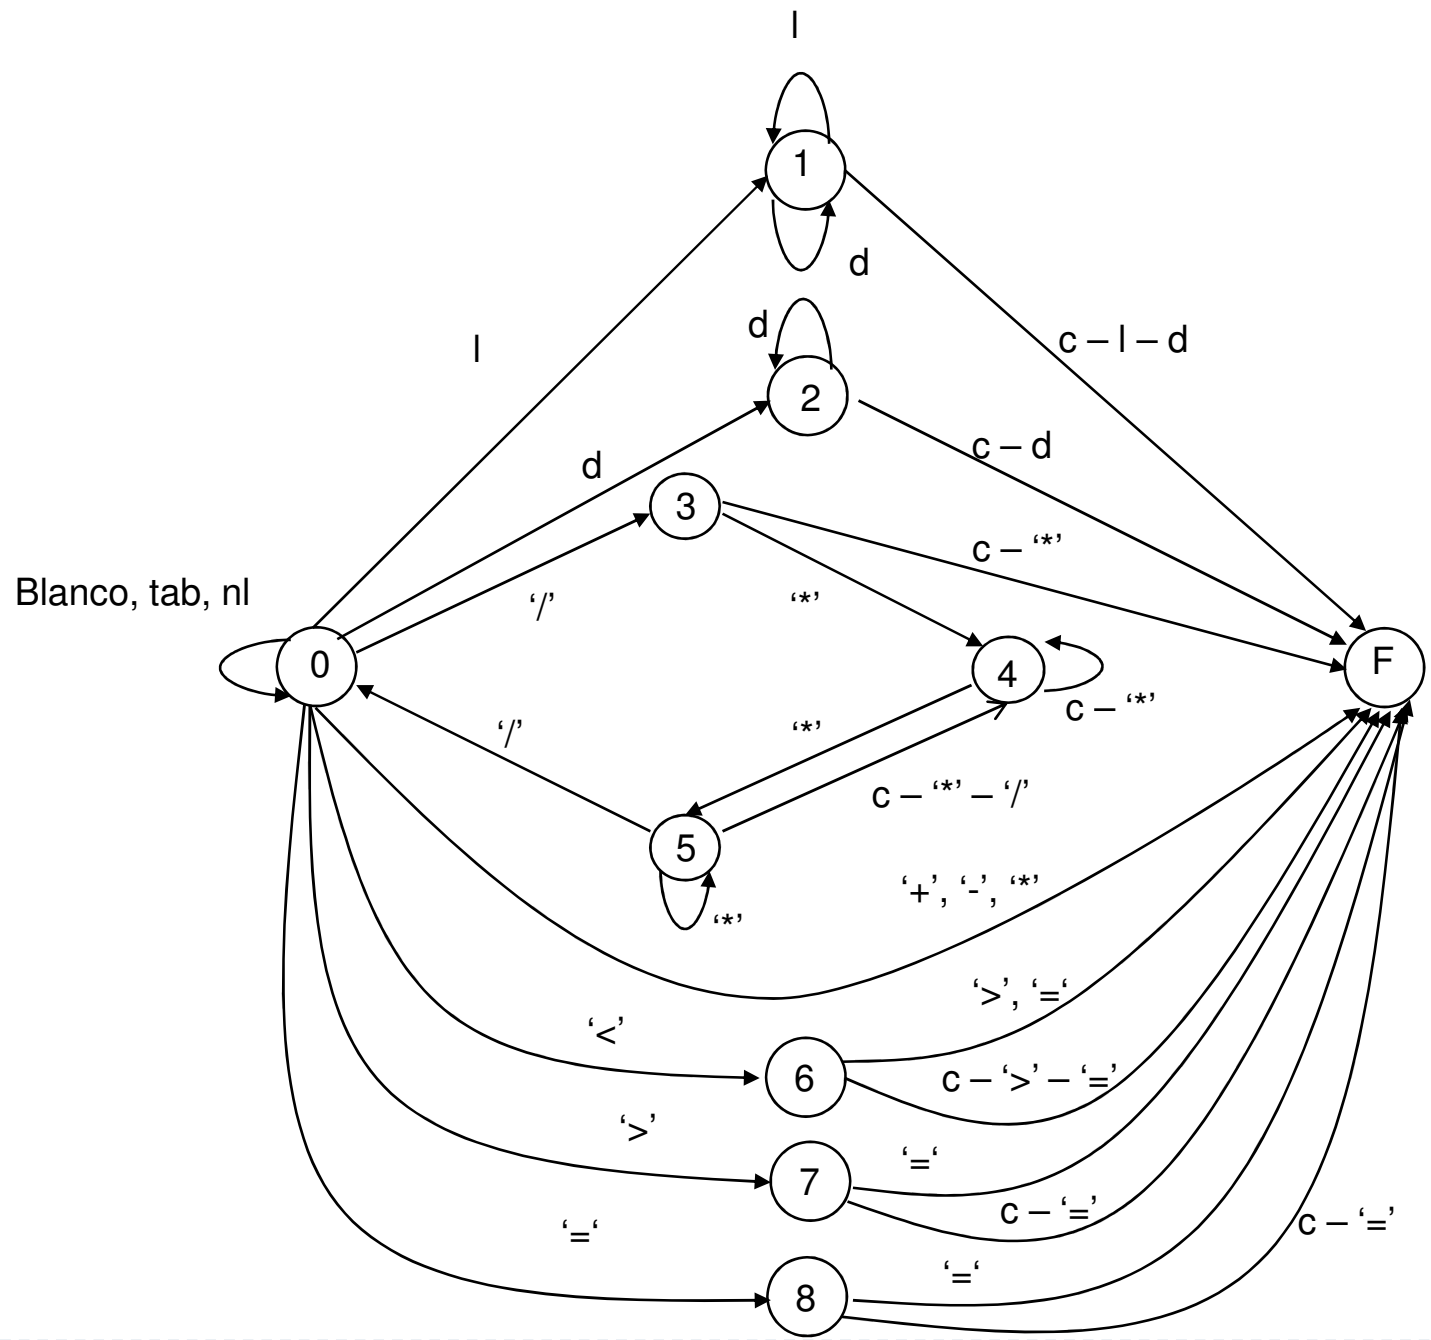 l
1
d
d
l
c – l – d
2
c – d
d
3
c – ‘*’
Blanco, tab, nl
‘/’
‘*’
0
4
F
c – ‘*’
‘/’
‘*’
c – ‘*’ – ‘/’
5
‘+’, ‘-’, ‘*’
‘*’
‘>’, ‘=‘
‘<’
6
c – ‘>’ – ‘=’
‘>’
‘=‘
7
c – ‘=’
c – ‘=’
‘=‘
‘=‘
8